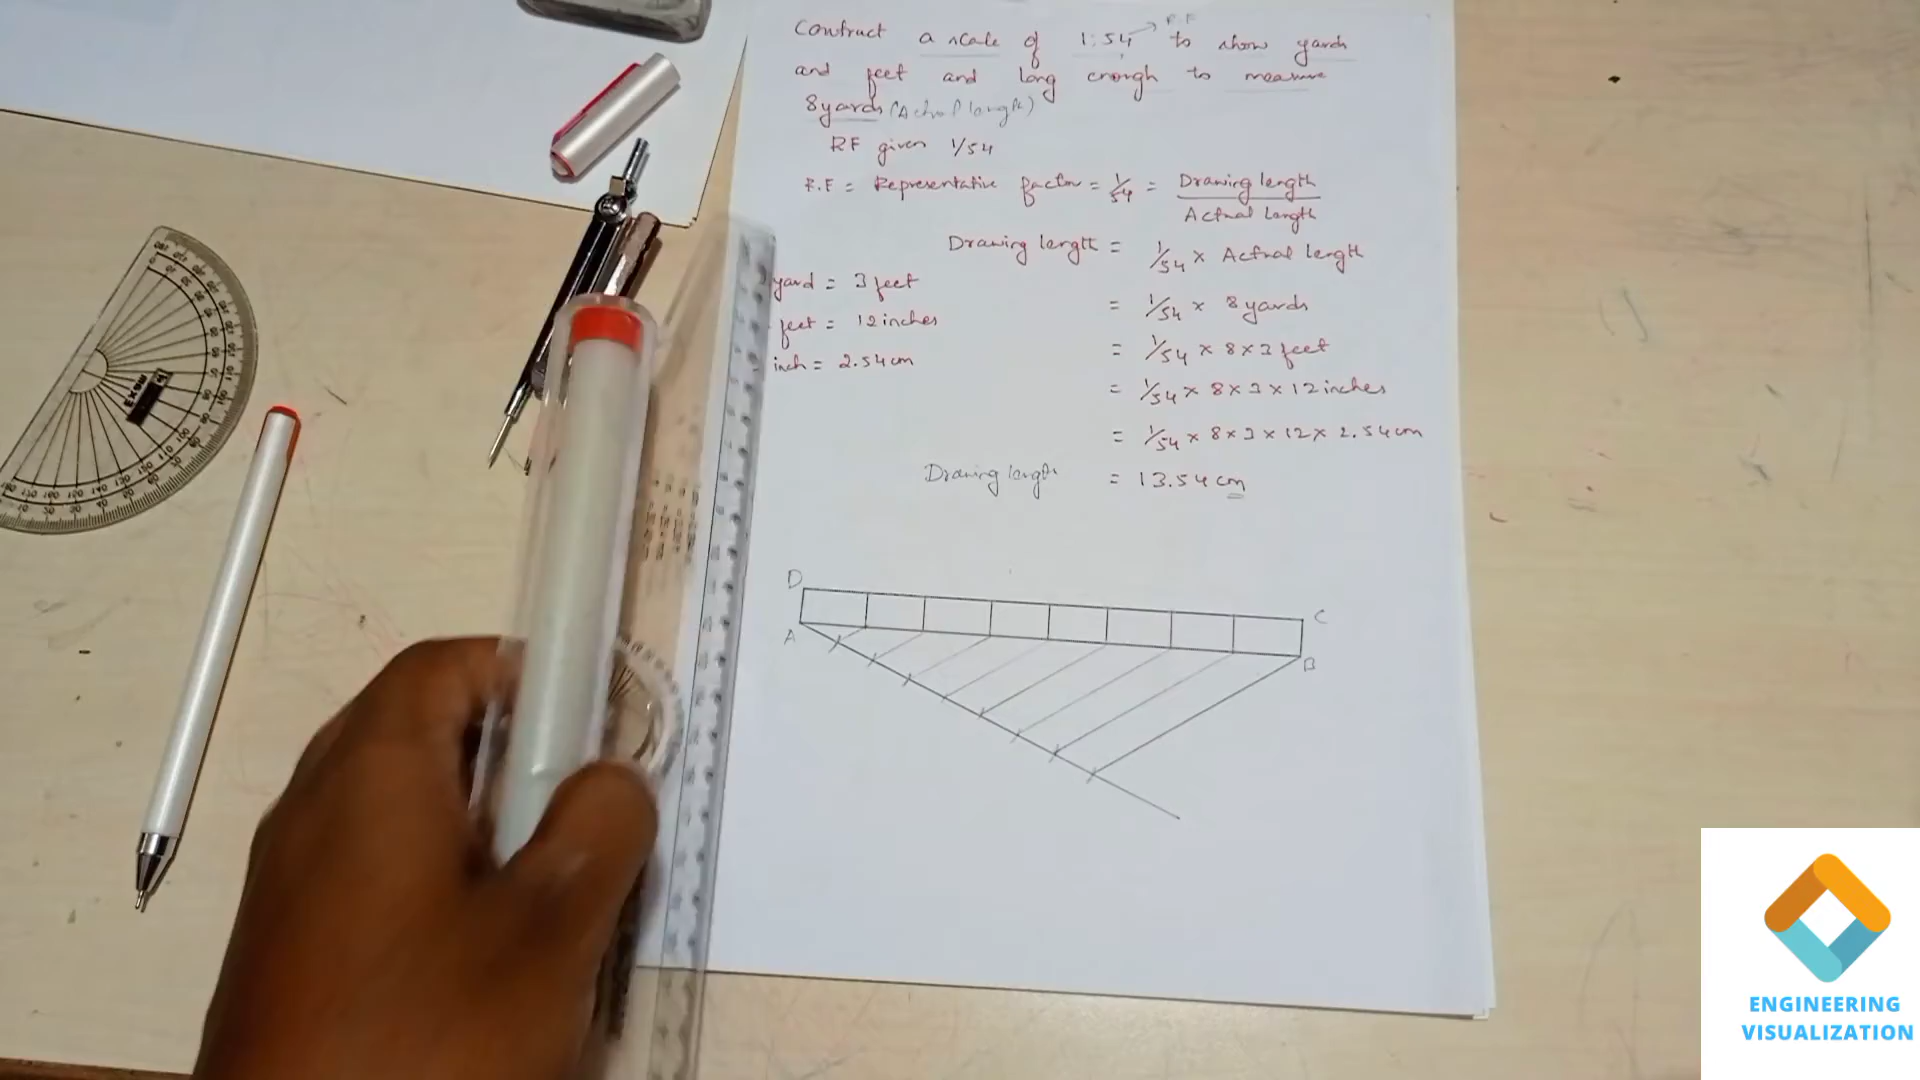 Contruct a scale of 1:54 → R.F to show yards
and feet and long enough to measure
8 yards (Actual length)
RF given 1/54
R.F = Representative factor = 1/54 = Drawing length / Actual length
Drawing length = 1/54 × Actual length
yard = 3 feet
= 1/54 × 8 yards
feet = 12 inches
= 1/54 × 8 × 3 feet
inch = 2.54 cm
= 1/54 × 8 × 3 × 12 inches
= 1/54 × 8 × 3 × 12 × 2.54 cm
Drawing length = 13.54 cm
D
C
A
B
ENGINEERING
VISUALIZATION